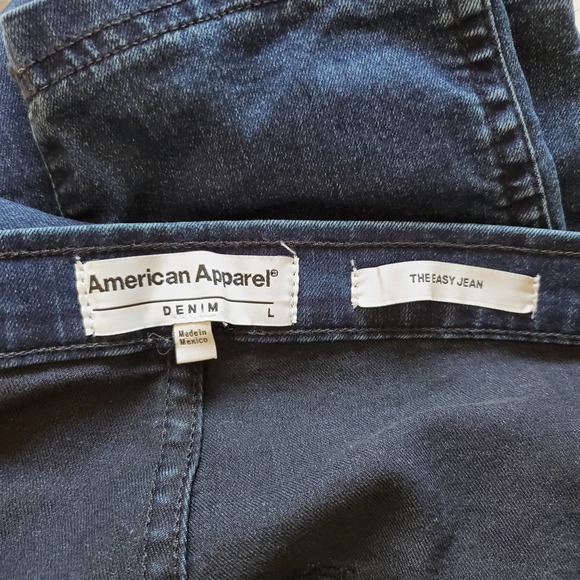 American Apparel®
DENIM
L
THE EASY JEAN
Made in
Mexico